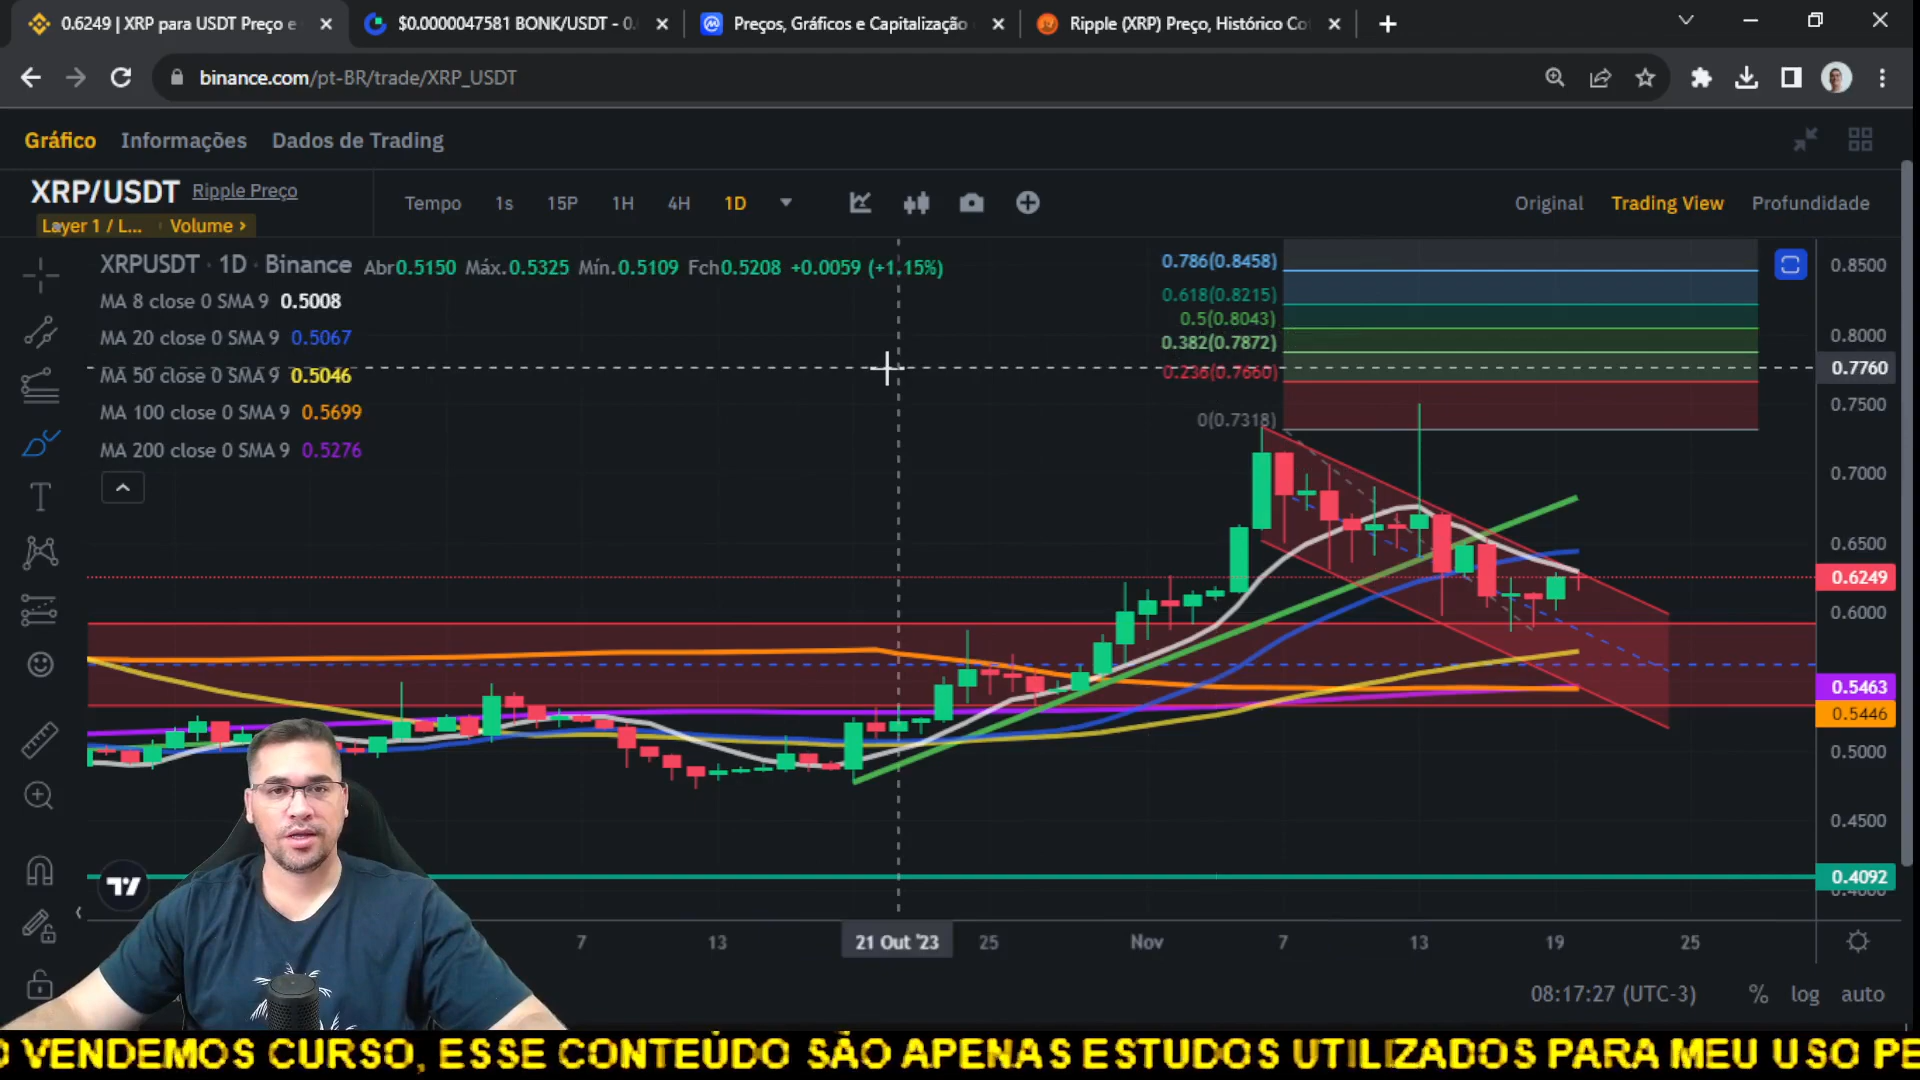 0.6249 | XRP para USDT Preço e
$0.0000047581 BONK/USDT - 0.
Preços, Gráficos e Capitalização
Ripple (XRP) Preço, Histórico Co
binance.com/pt-BR/trade/XRP_USDT
Gráfico Informações Dados de Trading
XRP/USDT Ripple Preço
Layer 1 / L... Volume >
Tempo 1s 15P 1H 4H 1D
Original Trading View Profundidade
XRPUSDT · 1D · Binance Abr0.5150 Máx.0.5325 Mín.0.5109 Fch0.5208 +0.0059 (+1.15%)
MA 8 close 0 SMA 9 0.5008
MA 20 close 0 SMA 9 0.5067
MA 50 close 0 SMA 9 0.5046
MA 100 close 0 SMA 9 0.5699
MA 200 close 0 SMA 9 0.5276
0.786(0.8458)
0.618(0.8215)
0.5(0.8043)
0.382(0.7872)
0.236(0.7660)
0(0.7318)
0.8500
0.8000
0.7760
0.7500
0.7000
0.6500
0.6249
0.6000
0.5463
0.5446
0.5000
0.4500
0.4092
7 13 21 Out '23 25 Nov 7 13 19 25
08:17:27 (UTC-3) % log auto
O VENDEMOS CURSO, ESSE CONTEÚDO SÃO APENAS ESTUDOS UTILIZADOS PARA MEU USO PE